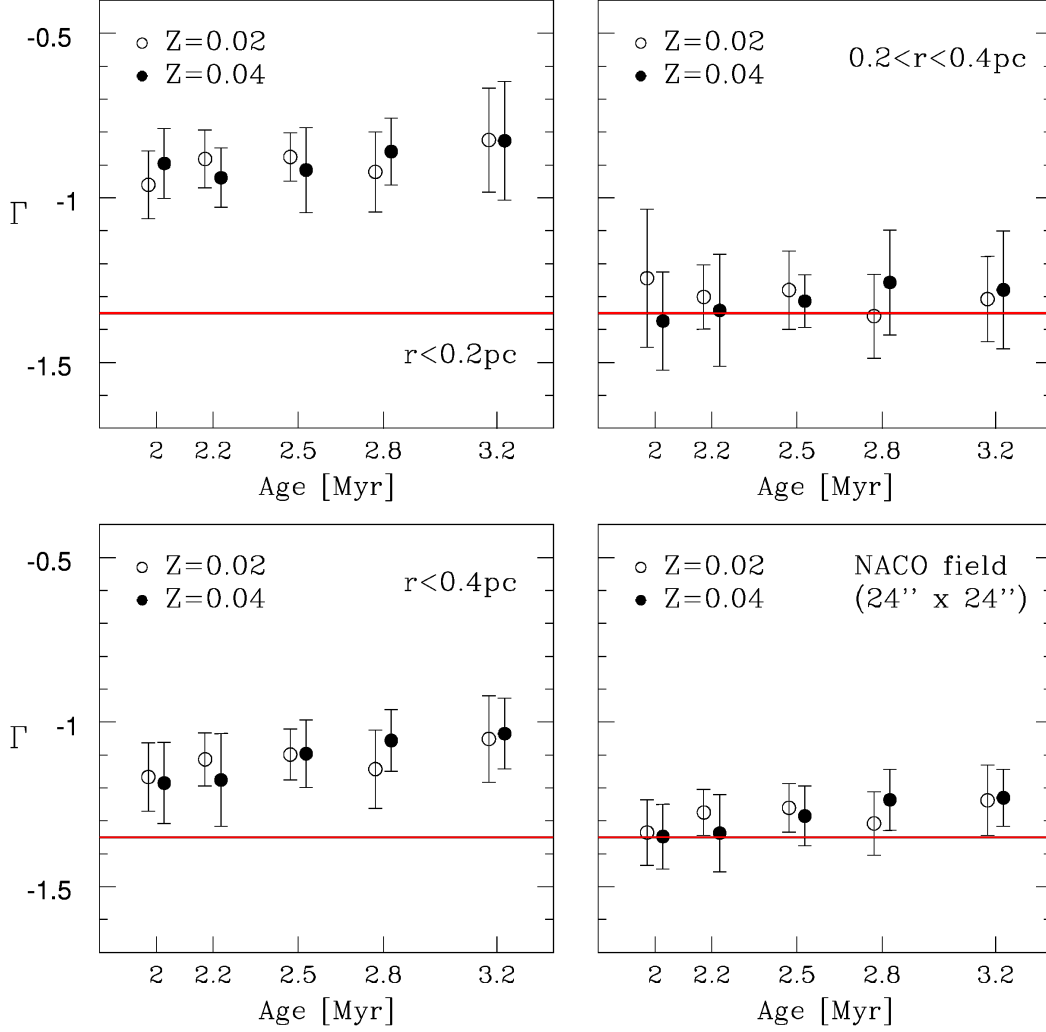 -0.5
Z=0.02
Z=0.04
-1
Γ
-1.5
r<0.2pc
2 2.2 2.5 2.8 3.2
Age [Myr]
Z=0.02
Z=0.04
0.2<r<0.4pc
2 2.2 2.5 2.8 3.2
Age [Myr]
-0.5
Z=0.02
Z=0.04
r<0.4pc
-1
Γ
-1.5
2 2.2 2.5 2.8 3.2
Age [Myr]
Z=0.02
Z=0.04
NACO field
(24'' x 24'')
2 2.2 2.5 2.8 3.2
Age [Myr]